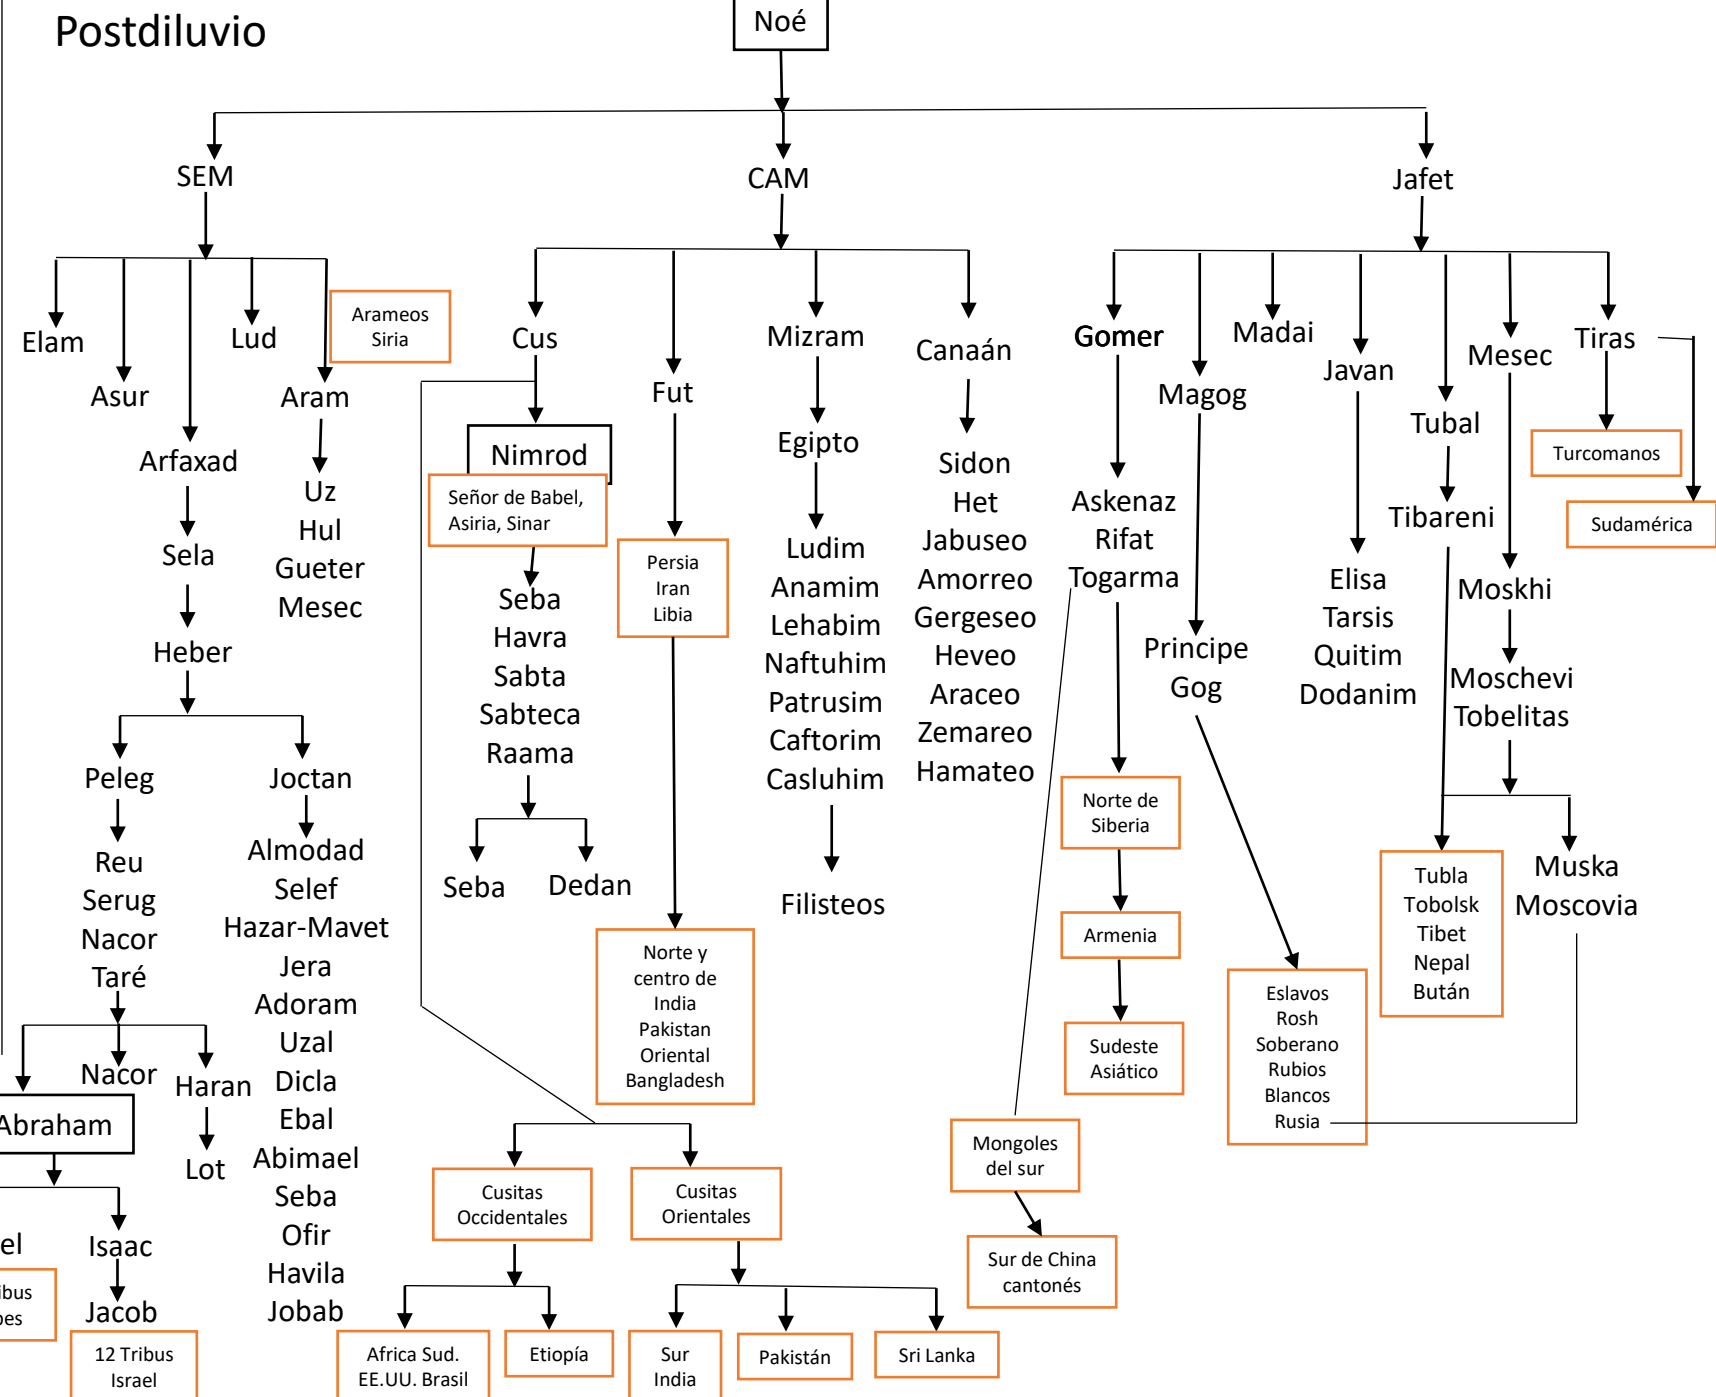 Postdiluvio
Noé
SEM
CAM
Jafet
Elam
Asur
Arfaxad
Lud
Aram
Arameos
Siria
Uz
Hul
Gueter
Mesec
Sela
Heber
Peleg
Joctan
Reu
Serug
Nacor
Taré
Nacor
Haran
Abraham
Lot
el
Isaac
ibus
bes
Jacob
12 Tribus
Israel
Almodad
Selef
Hazar-Mavet
Jera
Adoram
Uzal
Dicla
Ebal
Abimael
Seba
Ofir
Havila
Jobab
Cus
Nimrod
Señor de Babel,
Asiria, Sinar
Seba
Havra
Sabta
Sabteca
Raama
Seba
Dedan
Cusitas
Occidentales
Cusitas
Orientales
Africa Sud.
EE.UU. Brasil
Etiopía
Sur
India
Pakistán
Sri Lanka
Fut
Persia
Iran
Libia
Norte y
centro de
India
Pakistan
Oriental
Bangladesh
Mizram
Egipto
Ludim
Anamim
Lehabim
Naftuhim
Patrusim
Caftorim
Casluhim
Filisteos
Canaán
Sidon
Het
Jabuseo
Amorreo
Gergeseo
Heveo
Araceo
Zemareo
Hamateo
Gomer
Askenaz
Rifat
Togarma
Norte de
Siberia
Armenia
Sudeste
Asiático
Mongoles
del sur
Sur de China
cantonés
Magog
Principe
Gog
Eslavos
Rosh
Soberano
Rubios
Blancos
Rusia
Madai
Javan
Elisa
Tarsis
Quitim
Dodanim
Tubal
Tibareni
Tubla
Tobolsk
Tibet
Nepal
Bután
Mesec
Moskhi
Moschevi
Tobelitas
Muska
Moscovia
Tiras
Turcomanos
Sudamérica